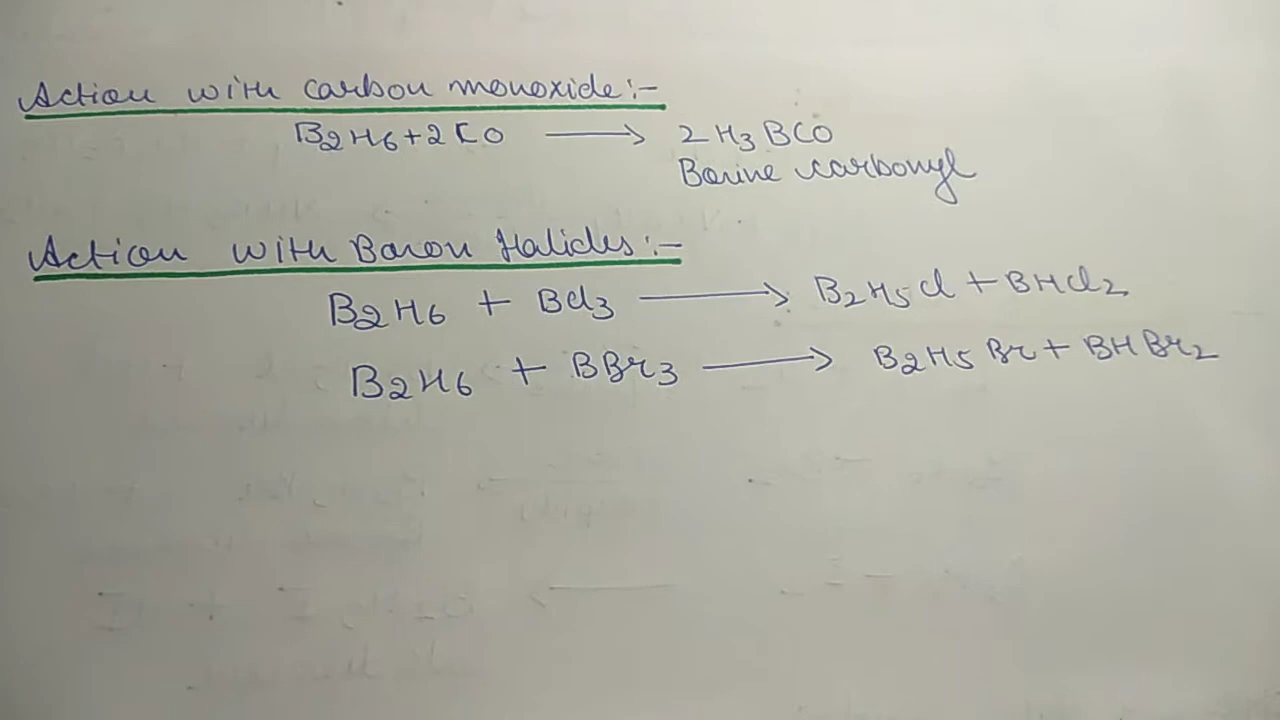 Action with carbon monoxide:-
B2H6+2CO ⟶ 2H3BCO
Borine carbonyl
Action with Boron Halides:-
B2H6 + BCl3 ⟶ B2H5Cl + BHCl2
B2H6 + BBr3 ⟶ B2H5Br + BHBr2